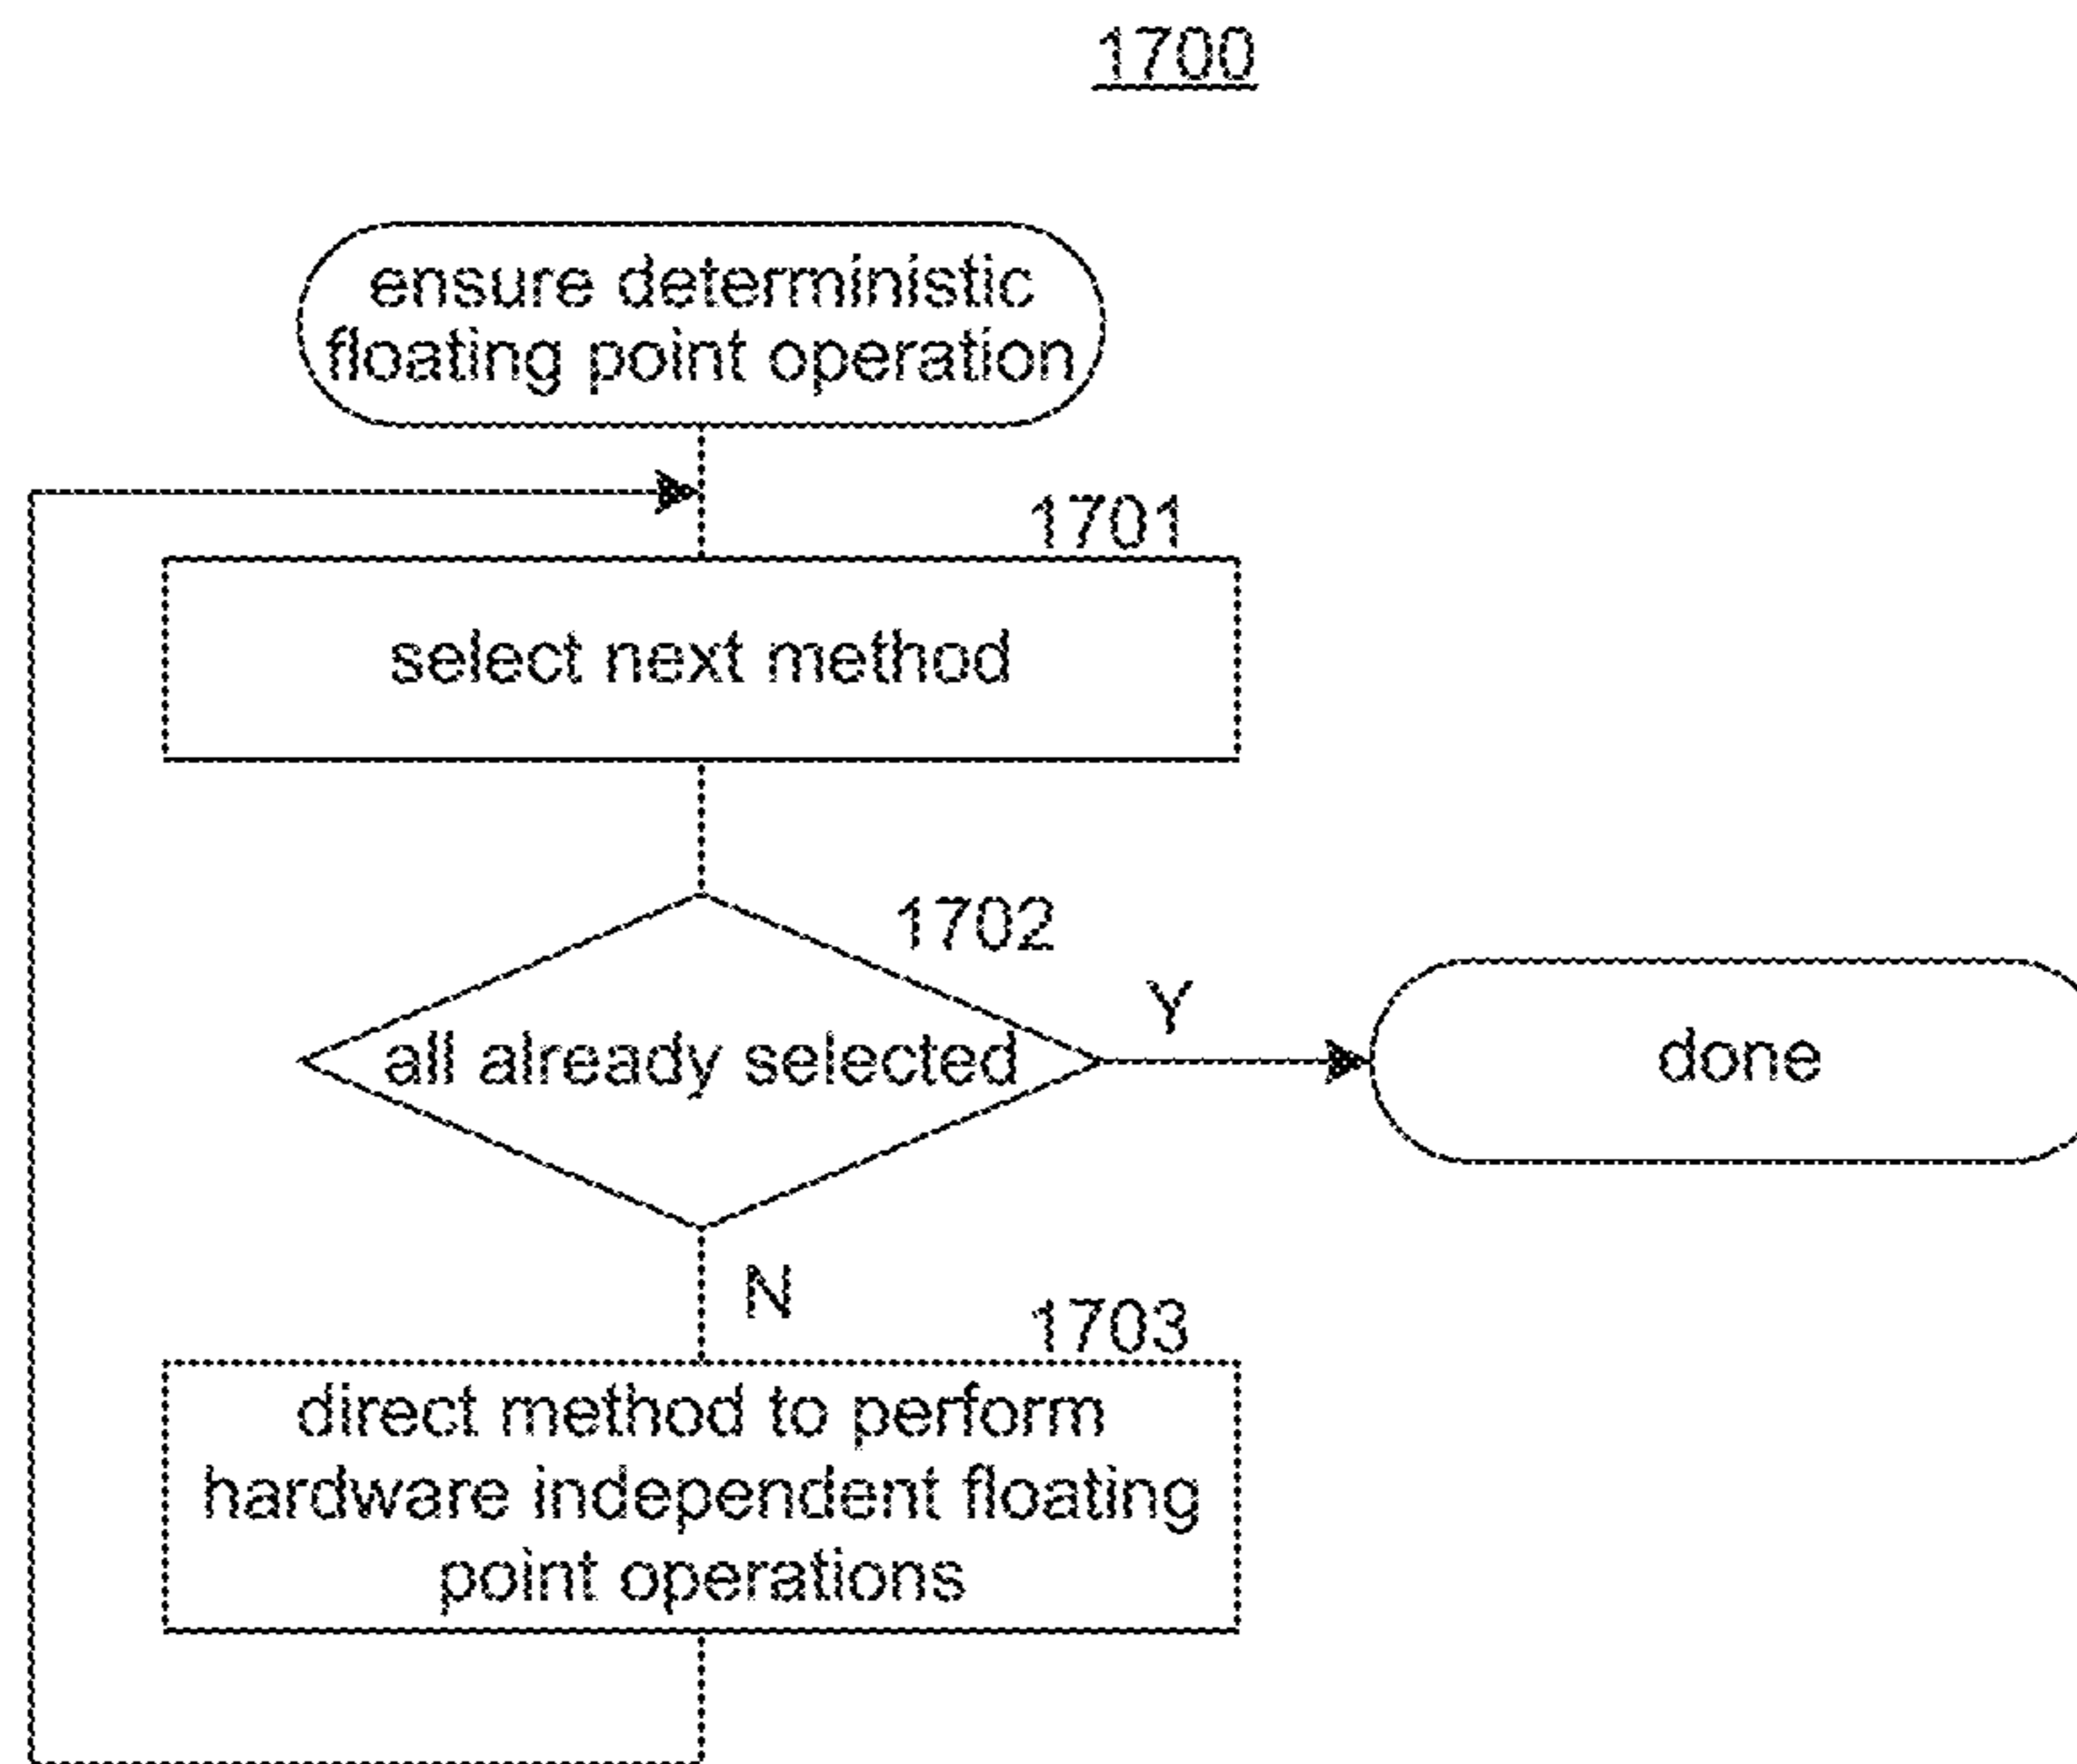 1700
ensure deterministic
floating point operation
1701
select next method
1702
all already selected
Y
done
N
1703
direct method to perform
hardware independent floating
point operations